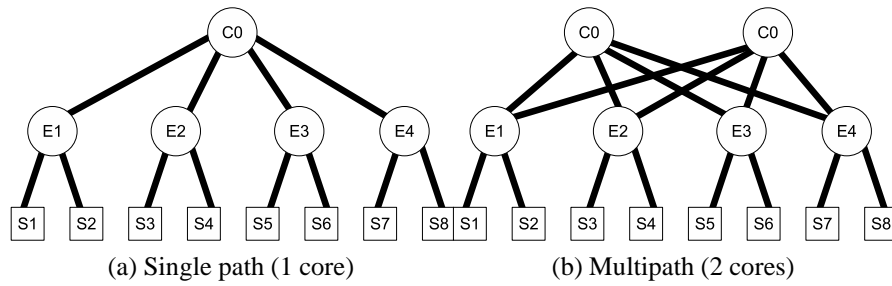 C0 C0 C0
E1 E2 E3 E4 E1 E2 E3 E4
S1 S2 S3 S4 S5 S6 S7 S8 S1 S2 S3 S4 S5 S6 S7 S8
(a) Single path (1 core) (b) Multipath (2 cores)